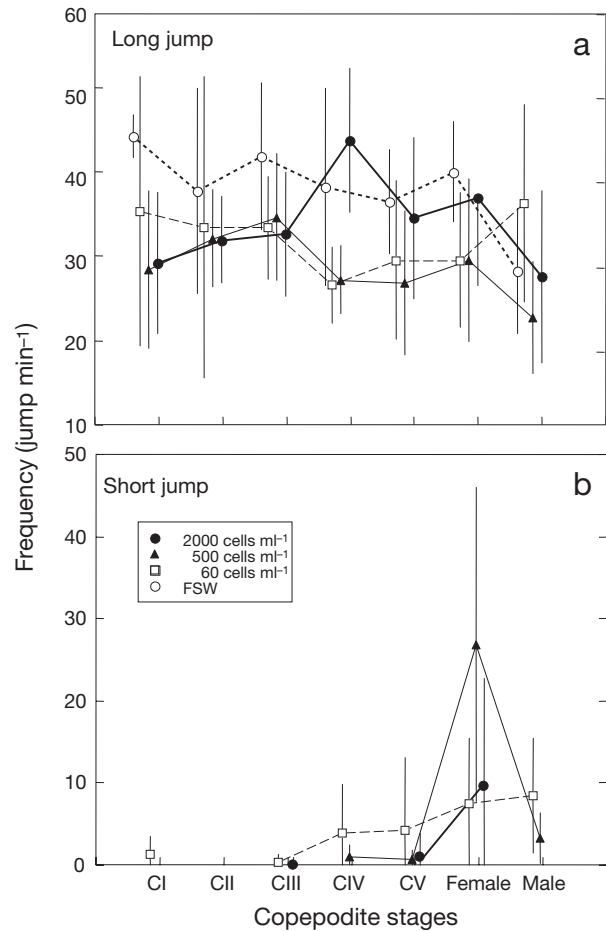 60
Long jump
a
50
40
30
20
10
Frequency (jump min⁻¹)
50
Short jump
b
40
2000 cells ml⁻¹
500 cells ml⁻¹
60 cells ml⁻¹
FSW
30
20
10
0
CI CII CIII CIV CV Female Male
Copepodite stages